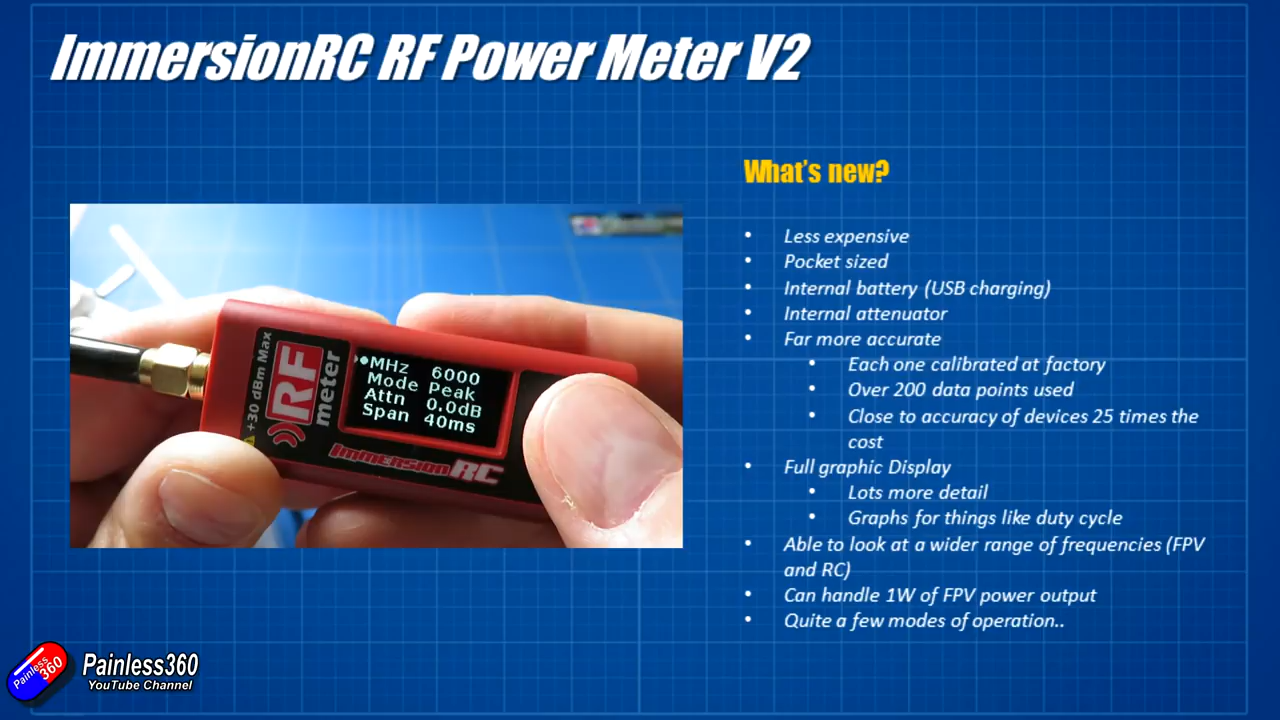 ImmersionRC RF Power Meter V2
What's new?
• Less expensive
• Pocket sized
• Internal battery (USB charging)
• Internal attenuator
• Far more accurate
• Each one calibrated at factory
• Over 200 data points used
• Close to accuracy of devices 25 times the
cost
• Full graphic Display
• Lots more detail
• Graphs for things like duty cycle
• Able to look at a wider range of frequencies (FPV
and RC)
• Can handle 1W of FPV power output
• Quite a few modes of operation..
+30 dBm Max
RF
meter
MHz 6000
Mode Peak
Attn 0.0dB
Span 40ms
ImmersionRC
Painless
360
Painless360
YouTube Channel